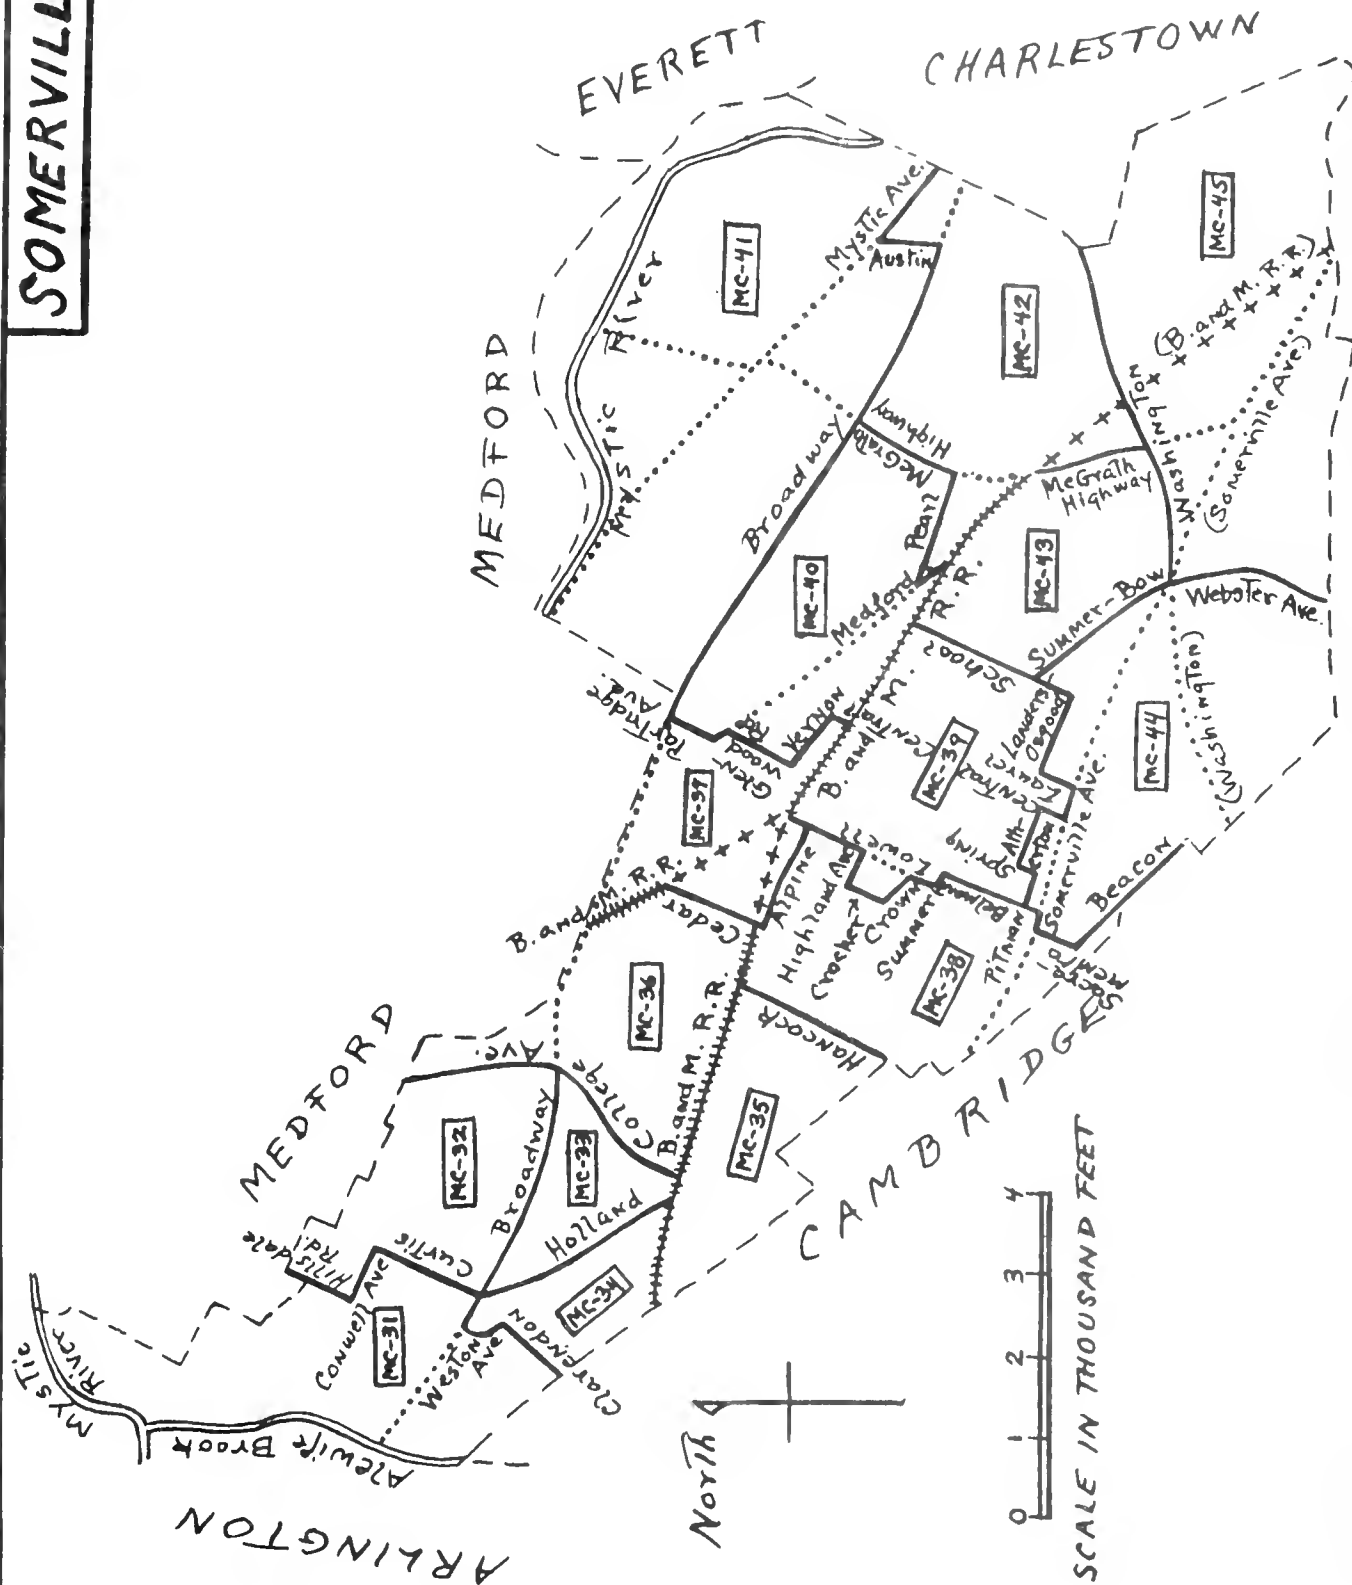 SOMERVILL
EVERETT
CHARLESTOWN
MEDFORD
Mystic River
MC-41
Mystic Ave.
Austin
MC-45
MC-42
(B. and M. R.R.)
Washington
(Somerville Ave.)
Broadway
McGrath Highway
McGrath Highway
Pearl
MC-40
Medford
R.R.
MC-43
Summer-Bow
Webster Ave.
(Washington)
Partridge Ave.
Glenwood Rd
Vernon
Central
B. and M.
School
Landers
Osgood
Laurel
Central
Central
MC-39
MC-44
Somerville Ave.
MC-37
B. and M. R.R.
Cedar
Alpine
Lowell
Spring
Atherton
Highland Ave
Crocker
Crown
Summer
Belmont
Pitman
Beacon
MC-38
MC-36
Hancock
B. and M. R.R.
MC-35
CAMBRIDGE
MEDFORD
College Ave.
MC-32
Broadway
MC-33
Holland
Hillsdale Rd.
Curtis
Conwell Ave
MC-31
Weston Ave
MC-34
Clarendon
Mystic River
Alewife Brook
ARLINGTON
North
0 1 2 3 4
SCALE IN THOUSAND FEET